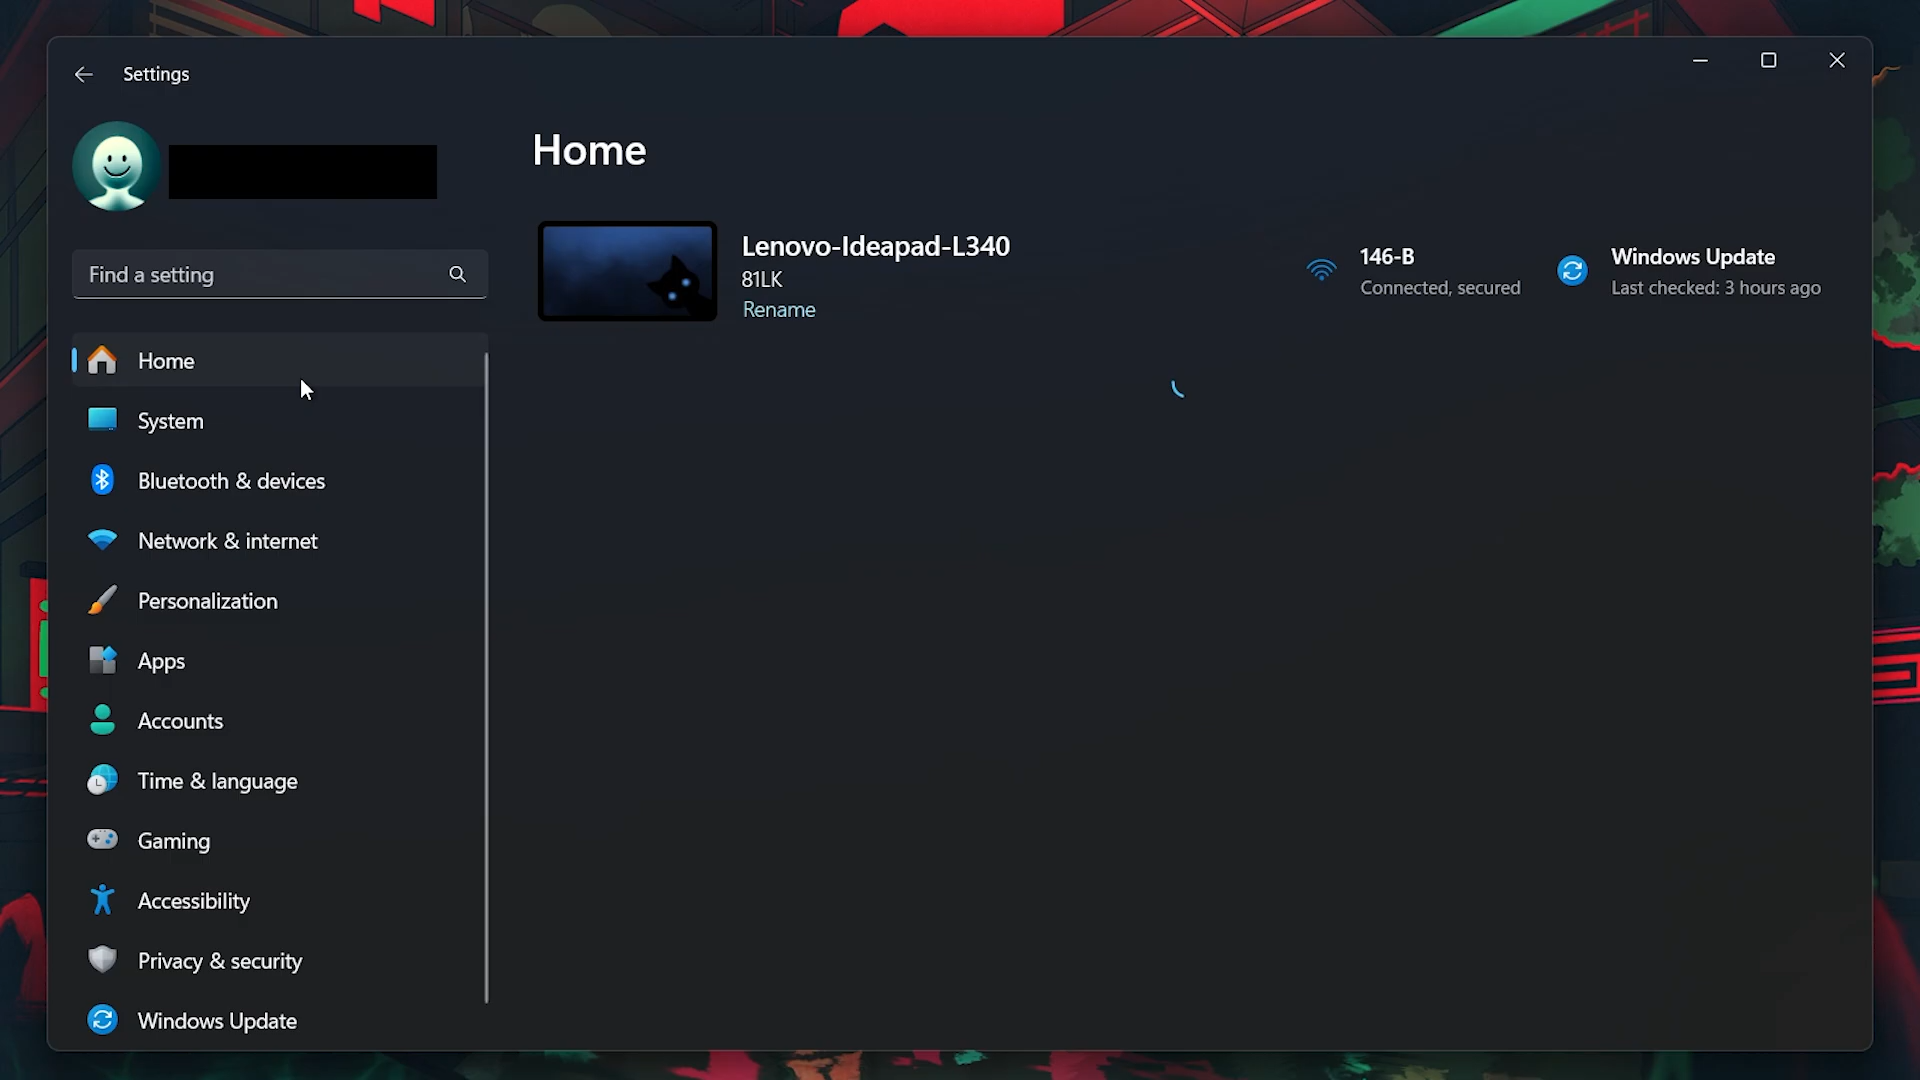 Settings
Find a setting
Home
System
Bluetooth & devices
Network & internet
Personalization
Apps
Accounts
Time & language
Gaming
Accessibility
Privacy & security
Windows Update
Home
Lenovo-Ideapad-L340
81LK
Rename
146-B
Connected, secured
Windows Update
Last checked: 3 hours ago